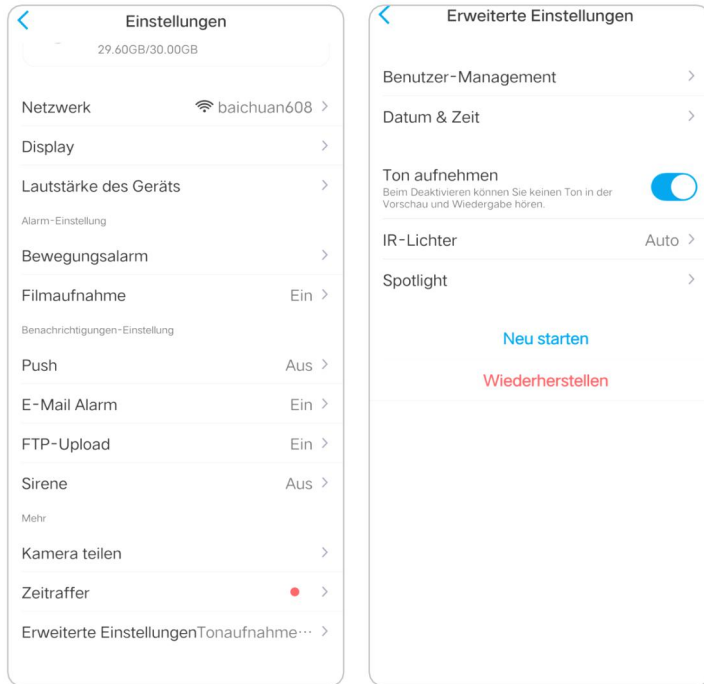 Einstellungen
29.60GB/30.00GB
Netzwerk baichuan608
Display
Lautstärke des Geräts
Alarm-Einstellung
Bewegungsalarm
Filmaufnahme Ein
Benachrichtigungen-Einstellung
Push Aus
E-Mail Alarm Ein
FTP-Upload Ein
Sirene Aus
Mehr
Kamera teilen
Zeitraffer
Erweiterte Einstellungen Tonaufnahme···
Erweiterte Einstellungen
Benutzer-Management
Datum & Zeit
Ton aufnehmen
Beim Deaktivieren können Sie keinen Ton in der
Vorschau und Wiedergabe hören.
IR-Lichter Auto
Spotlight
Neu starten
Wiederherstellen